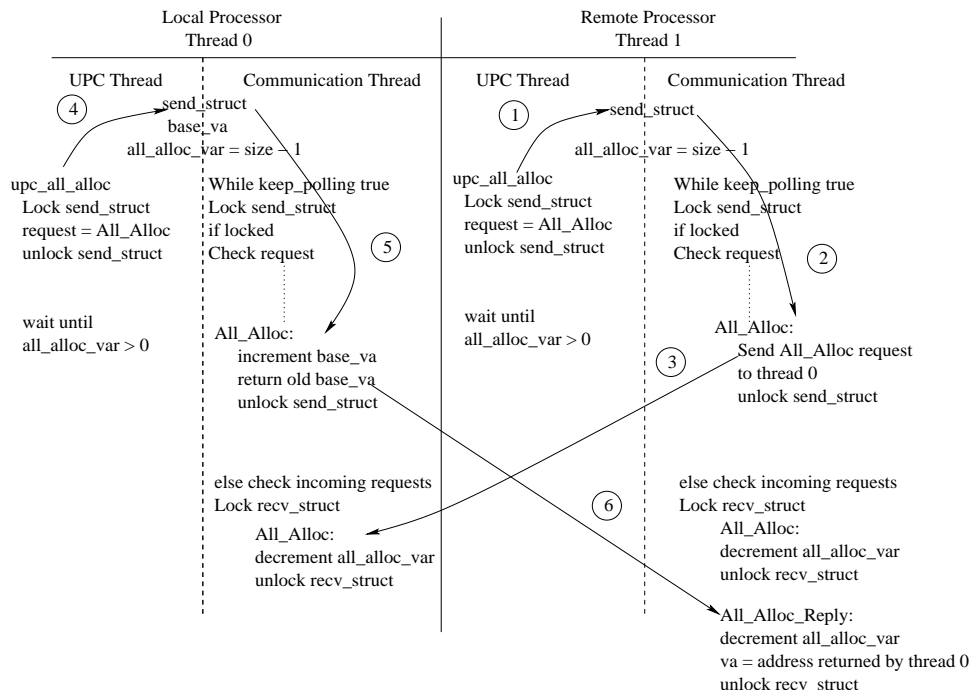 Local Processor
Thread 0
Remote Processor
Thread 1
UPC Thread
Communication Thread
UPC Thread
Communication Thread
4
send_struct
base_va
all_alloc_var = size − 1
upc_all_alloc
Lock send_struct
request = All_Alloc
unlock send_struct
wait until
all_alloc_var > 0
While keep_polling true
Lock send_struct
if locked
Check request
5
All_Alloc:
increment base_va
return old base_va
unlock send_struct
else check incoming requests
Lock recv_struct
All_Alloc:
decrement all_alloc_var
unlock recv_struct
1
send_struct
all_alloc_var = size − 1
upc_all_alloc
Lock send_struct
request = All_Alloc
unlock send_struct
wait until
all_alloc_var > 0
While keep_polling true
Lock send_struct
if locked
Check request
2
All_Alloc:
Send All_Alloc request
to thread 0
unlock send_struct
3
6
else check incoming requests
Lock recv_struct
All_Alloc:
decrement all_alloc_var
unlock recv_struct
All_Alloc_Reply:
decrement all_alloc_var
va = address returned by thread 0
unlock recv_struct